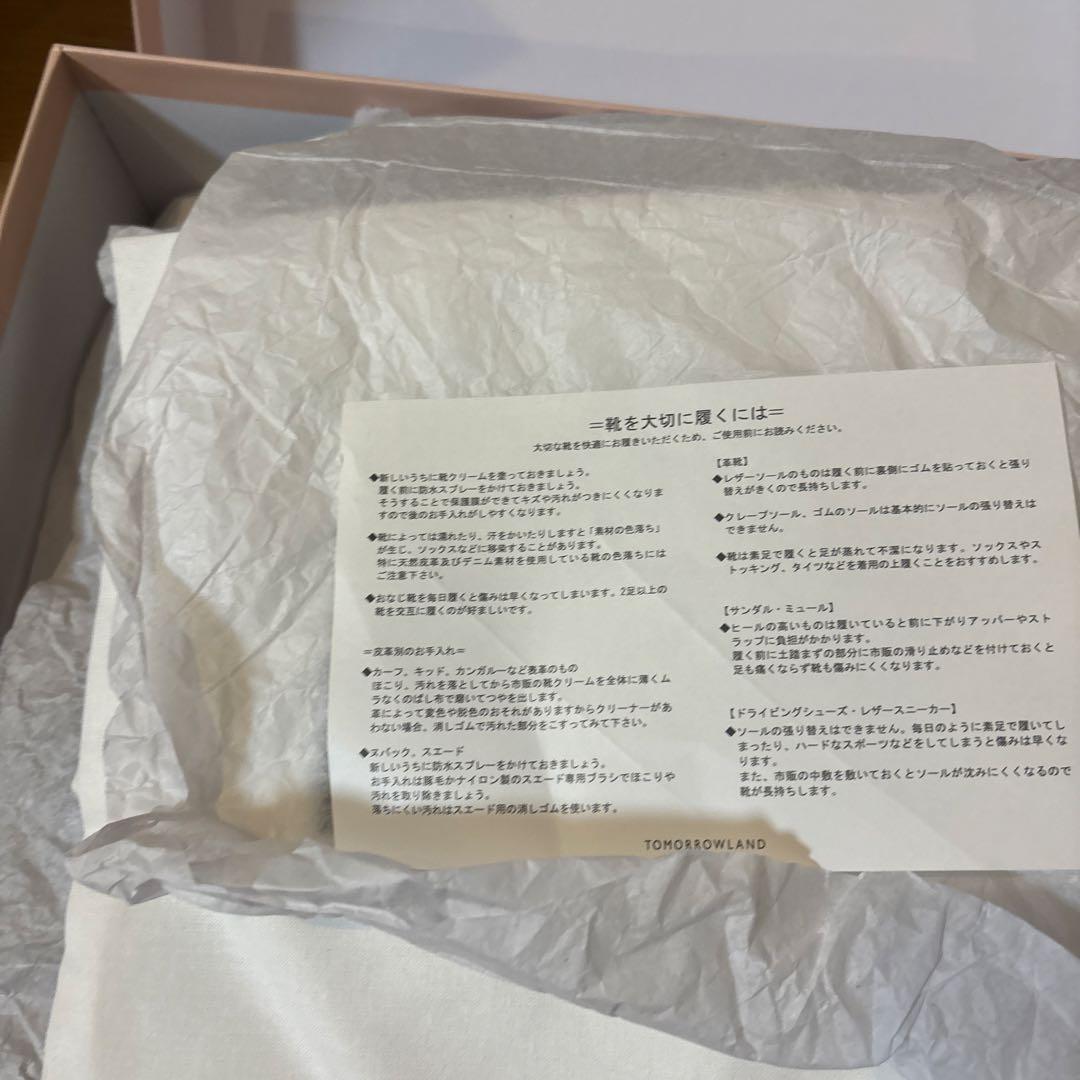 =靴を大切に履くには=
大切な靴を快適にお履きいただくため、ご使用前にお読みください。
◆新しいうちに靴クリームを塗っておきましょう。
履く前に防水スプレーをかけておきましょう。
そうすることで保護膜ができてキズや汚れがつきにくくなりま
すので後のお手入れがしやすくなります。
◆靴によっては濡れたり、汗をかいたりしますと「素材の色落ち」
が生じ、ソックスなどに移染することがあります。
特に天然皮革及びデニム素材を使用している靴の色落ちには
ご注意下さい。
◆おなじ靴を毎日履くと傷みは早くなってしまいます。2足以上の
靴を交互に履くのが好ましいです。
=皮革別のお手入れ=
◆カーフ、キッド、カンガルーなど表革のもの
ほこり、汚れを落としてから市販の靴クリームを全体に薄くム
ラなくのばし布で磨いてつやを出します。
革によって変色や脱色のおそれがありますからクリーナーがあ
わない場合、消しゴムで汚れた部分をこすってみて下さい。
◆ヌバック、スエード
新しいうちに防水スプレーをかけておきましょう。
お手入れは豚毛かナイロン製のスエード専用ブラシでほこりや
汚れを取り除きましょう。
落ちにくい汚れはスエード用の消しゴムを使います。
【革靴】
◆レザーソールのものは履く前に裏側にゴムを貼っておくと張り
替えがきくので長持ちします。
◆クレープソール、ゴムのソールは基本的にソールの張り替えは
できません。
◆靴は素足で履くと足が蒸れて不潔になります。ソックスやス
トッキング、タイツなどを着用の上履くことをおすすめします。
【サンダル・ミュール】
◆ヒールの高いものは履いていると前に下がりアッパーやスト
ラップに負担がかかります。
履く前に土踏まずの部分に市販の滑り止めなどを付けておくと
足も痛くならず靴も傷みにくくなります。
【ドライビングシューズ・レザースニーカー】
◆ソールの張り替えはできません。毎日のように素足で履いてし
まったり、ハードなスポーツなどをしてしまうと傷みは早くな
ります。
また、市販の中敷を敷いておくとソールが沈みにくくなるので
靴が長持ちします。
TOMORROWLAND